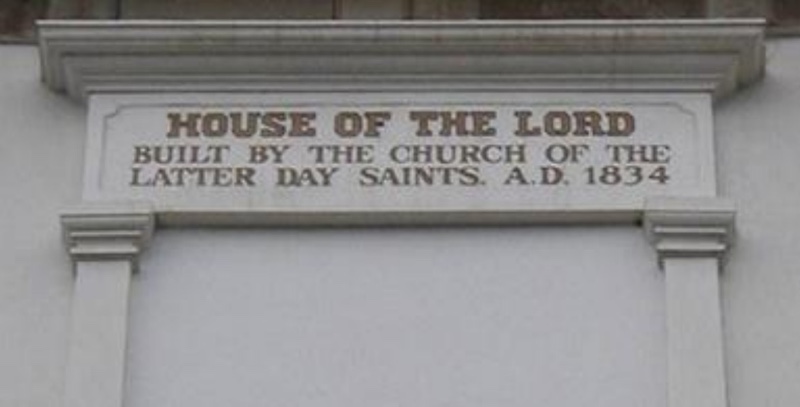 HOUSE OF THE LORD
BUILT BY THE CHURCH OF THE
LATTER DAY SAINTS. A.D. 1834